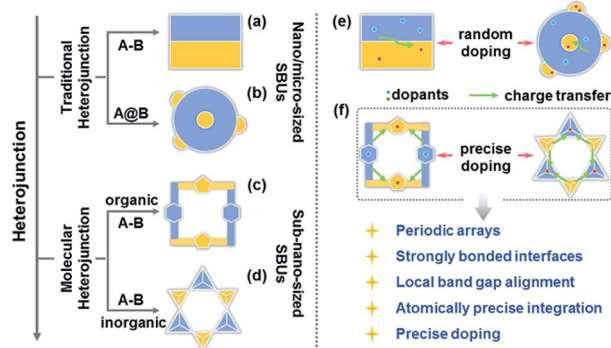 Heterojunction
Traditional
Heterojunction
A-B
A@B
(a)
(b)
Nano/micro-sized
SBUs
Molecular
Heterojunction
organic
A-B
A-B
inorganic
(c)
(d)
Sub-nano-sized
SBUs
(e)
random
doping
:dopants
charge transfer
(f)
precise
doping
Periodic arrays
Strongly bonded interfaces
Local band gap alignment
Atomically precise integration
Precise doping